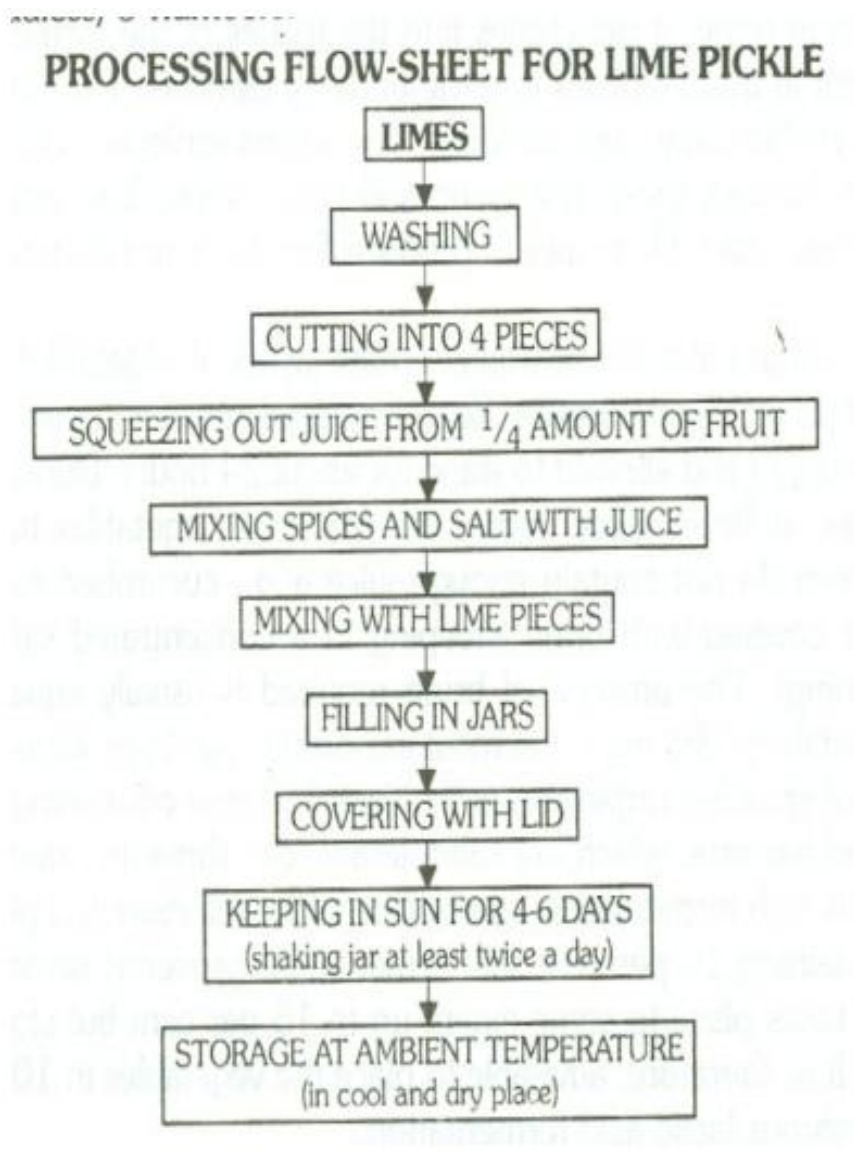 PROCESSING FLOW-SHEET FOR LIME PICKLE
LIMES
WASHING
CUTTING INTO 4 PIECES
SQUEEZING OUT JUICE FROM 1/4 AMOUNT OF FRUIT
MIXING SPICES AND SALT WITH JUICE
MIXING WITH LIME PIECES
FILLING IN JARS
COVERING WITH LID
KEEPING IN SUN FOR 4-6 DAYS
(shaking jar at least twice a day)
STORAGE AT AMBIENT TEMPERATURE
(in cool and dry place)